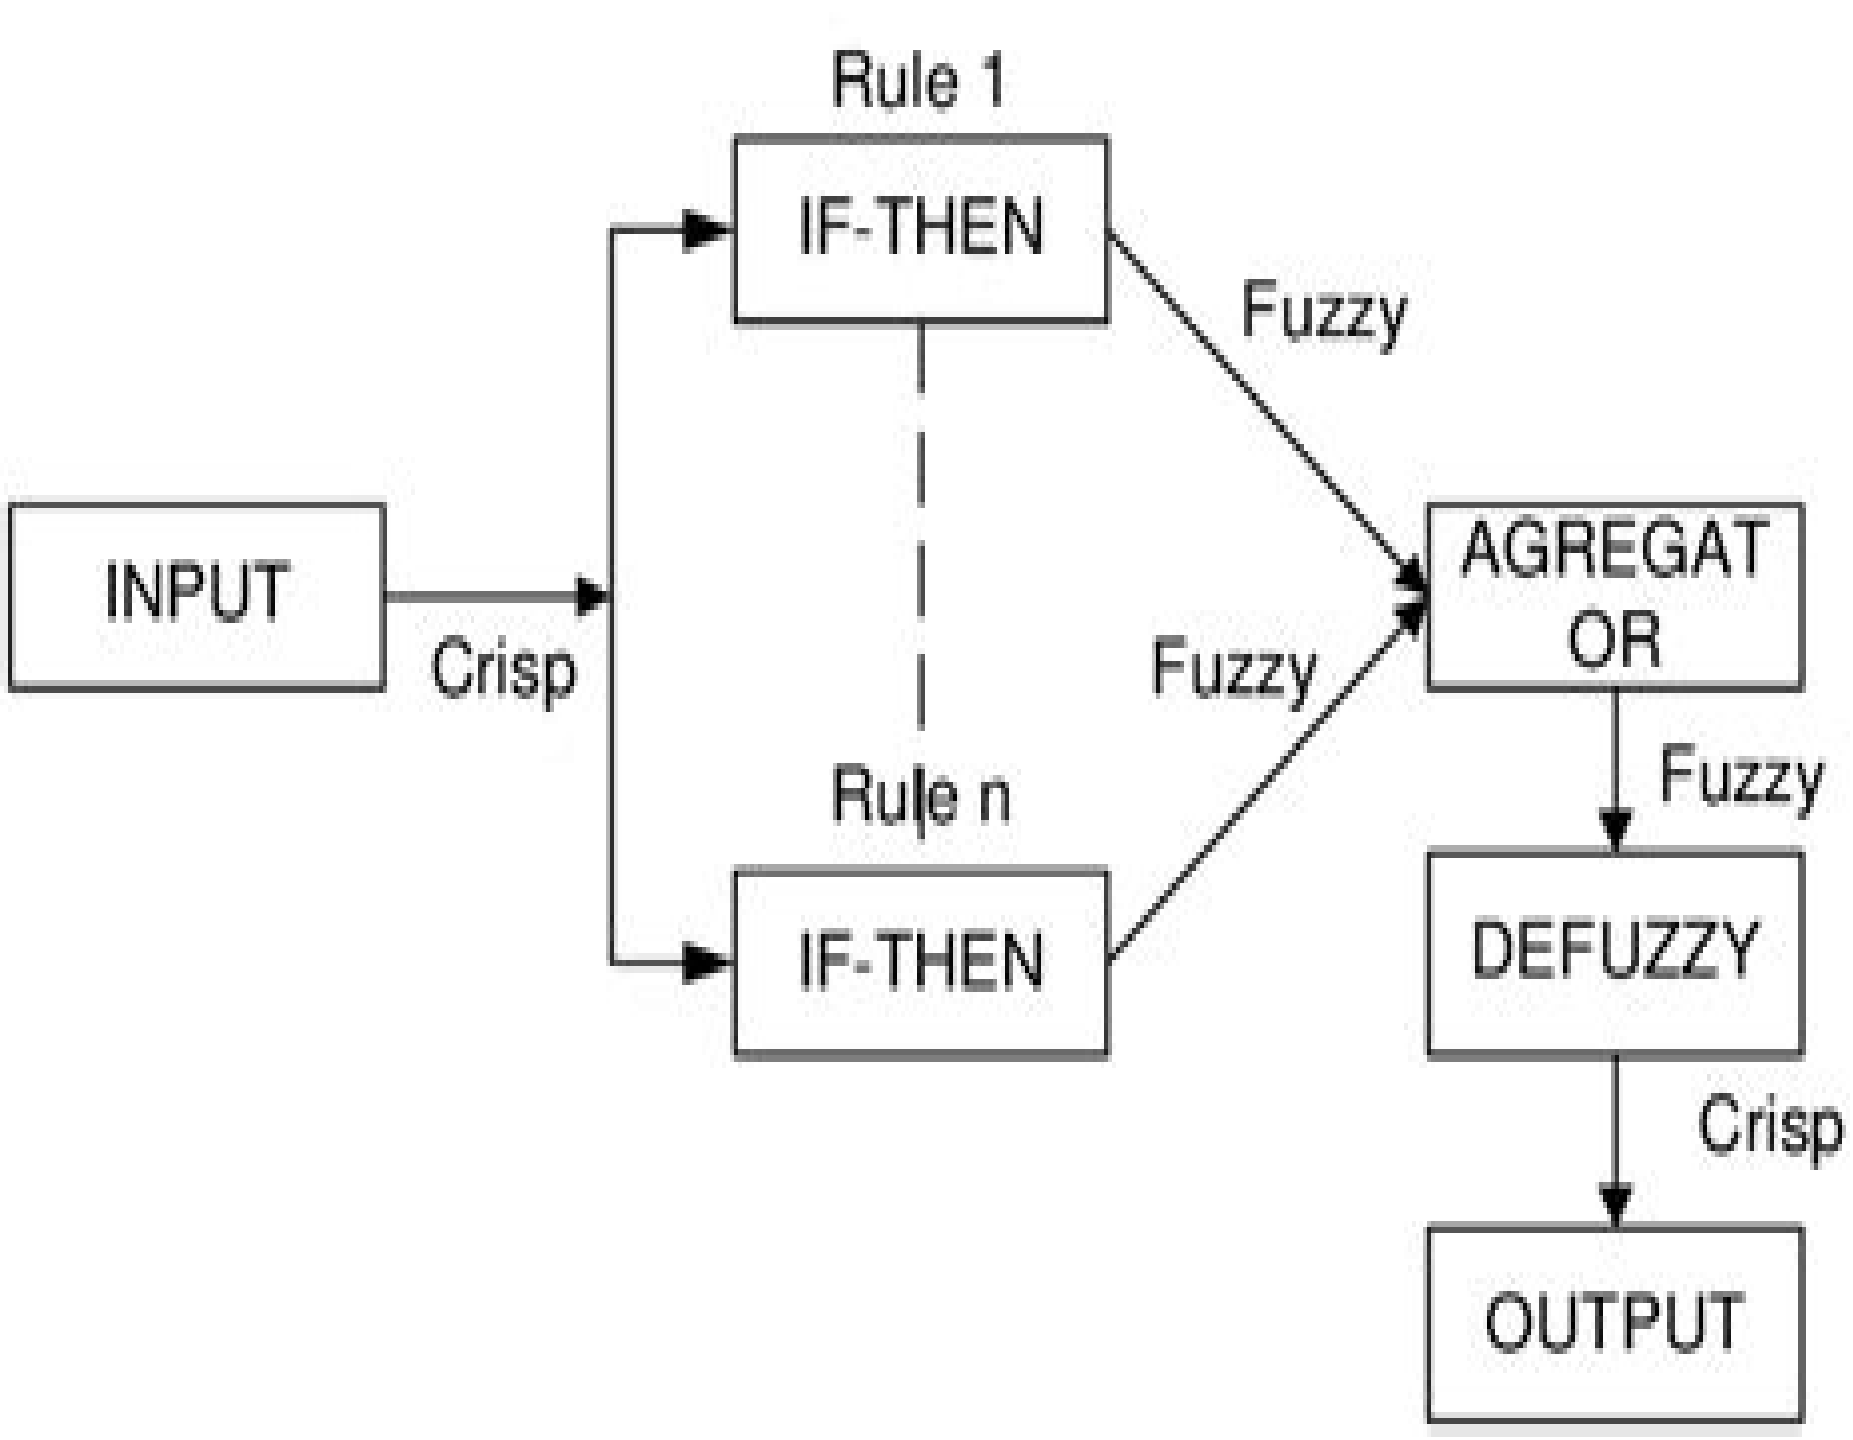 Rule 1
IF-THEN
Fuzzy
INPUT
Crisp
AGREGAT
OR
Fuzzy
Fuzzy
Rule n
IF-THEN
DEFUZZY
Crisp
OUTPUT